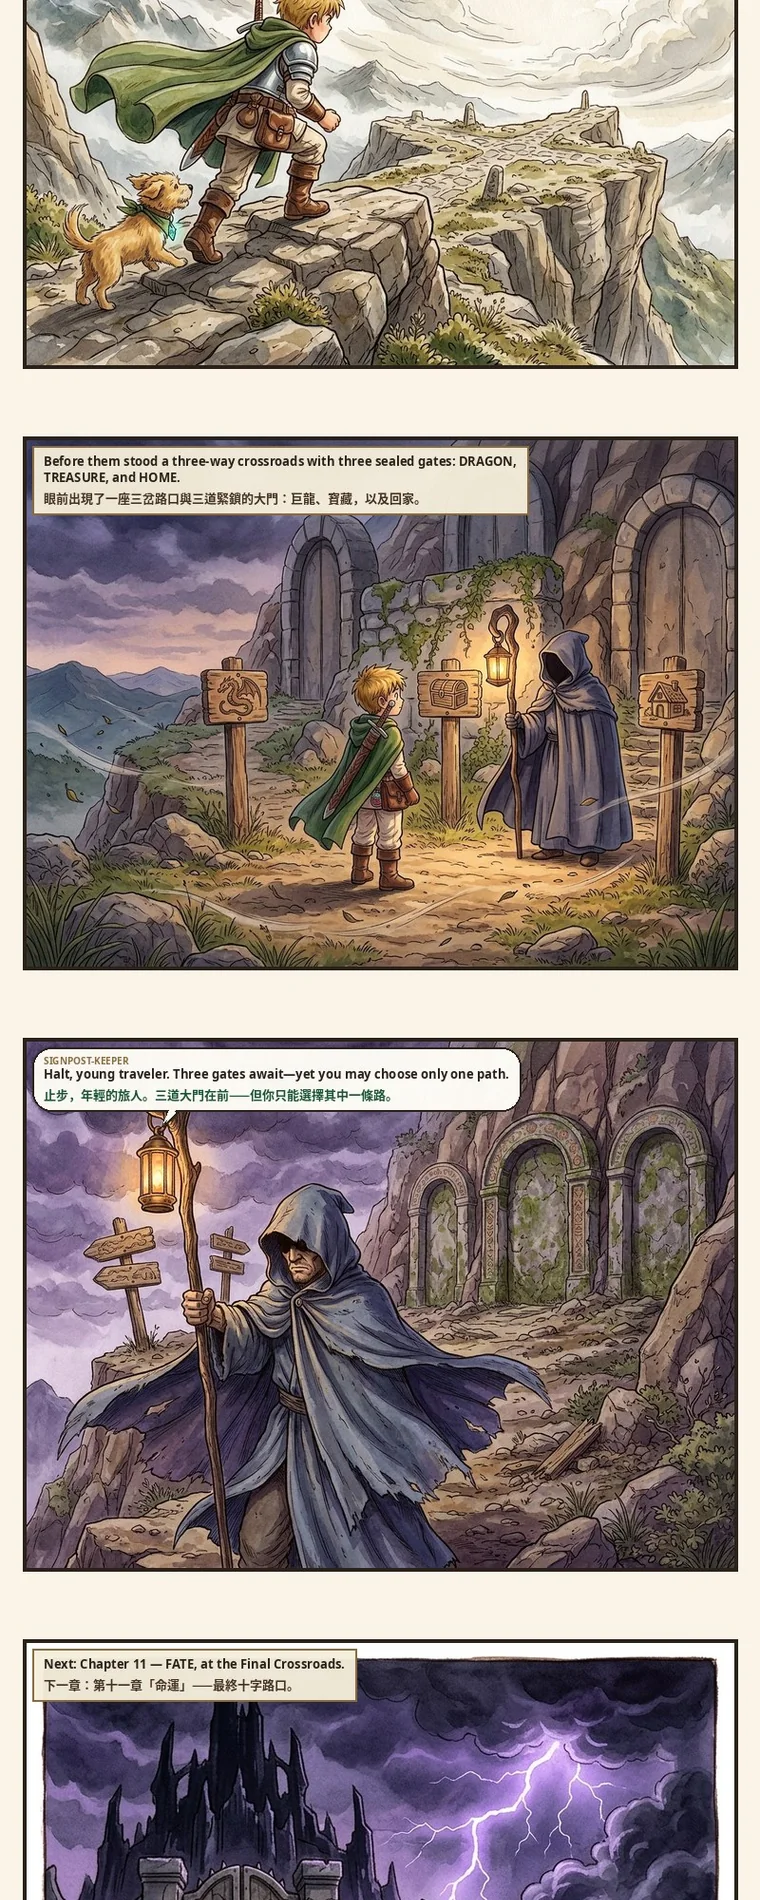 Before them stood a three-way crossroads with three sealed gates: DRAGON,
TREASURE, and HOME.
眼前出現了一座三岔路口與三道緊鎖的大門：巨龍、寶藏，以及回家。
SIGNPOST-KEEPER
Halt, young traveler. Three gates await—yet you may choose only one path.
止步，年輕的旅人。三道大門在前——但你只能選擇其中一條路。
Next: Chapter 11 — FATE, at the Final Crossroads.
下一章：第十一章「命運」——最終十字路口。